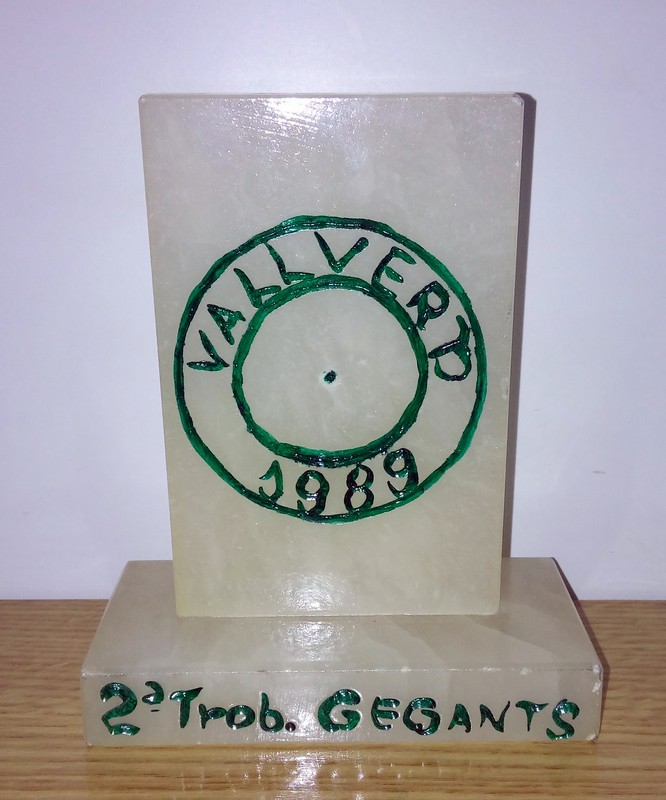 VALLVERD
1989
2ª Trob. GEGANTS